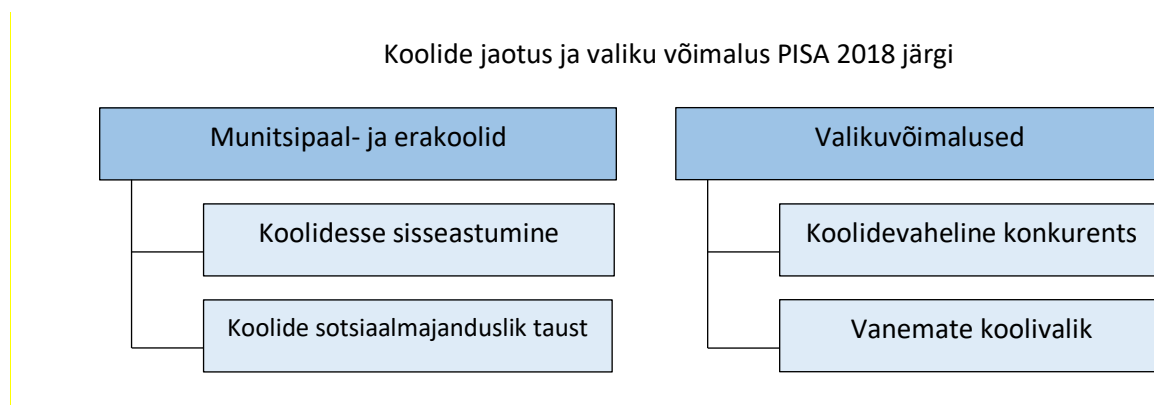 Koolide jaotus ja valiku võimalus PISA 2018 järgi
Munitsipaal- ja erakoolid
Koolidesse sisseastumine
Koolide sotsiaalmajanduslik taust
Valikuvõimalused
Koolidevaheline konkurents
Vanemate koolivalik